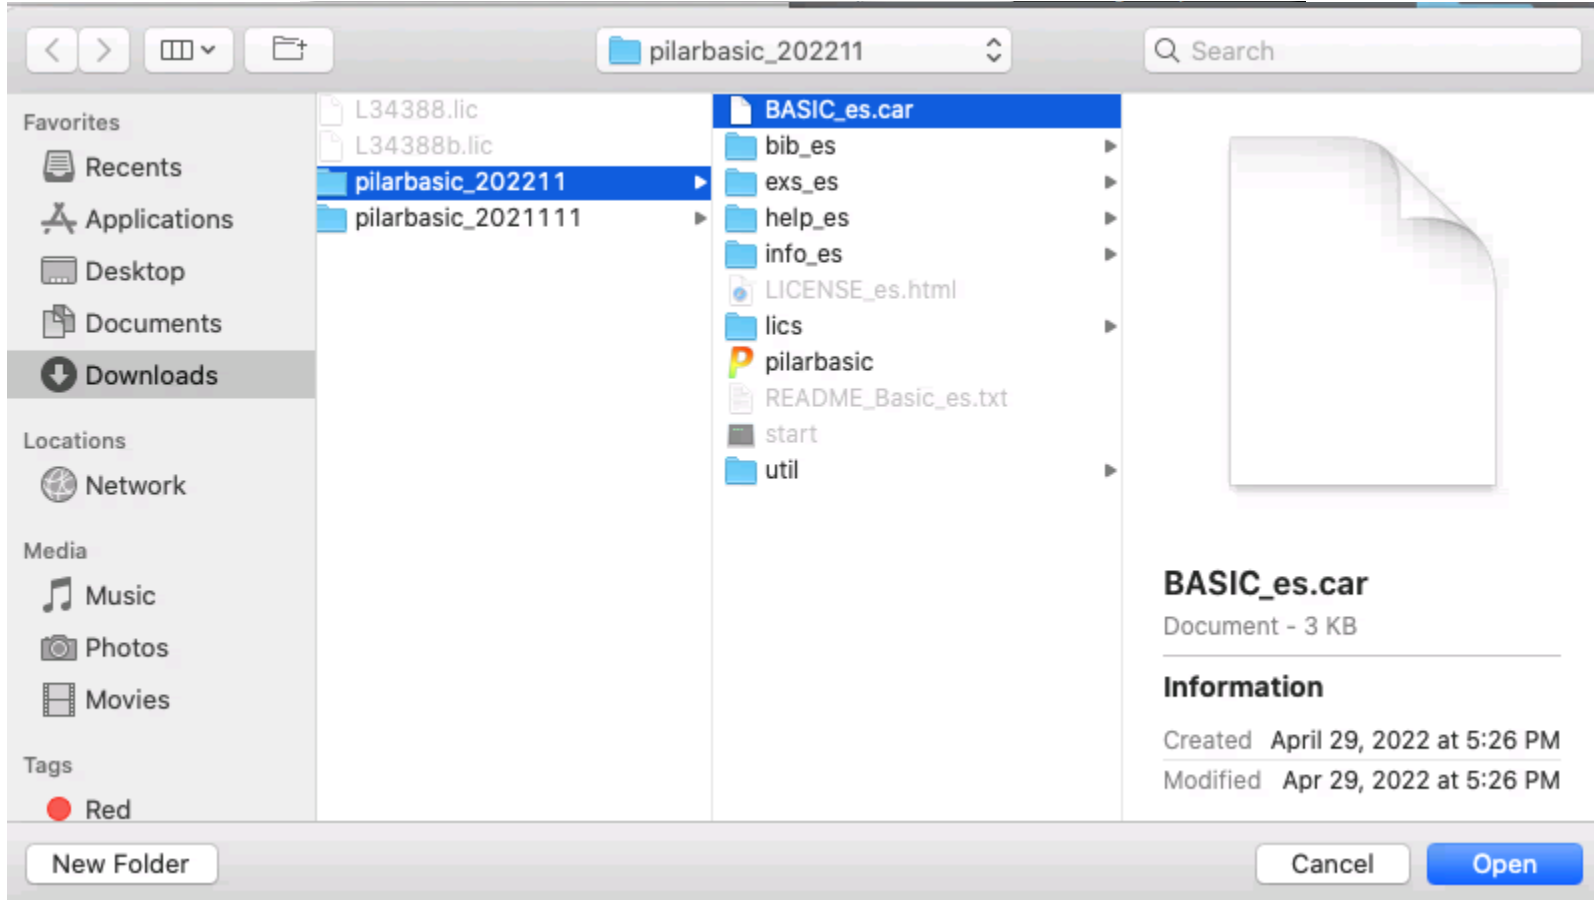 pilarbasic_202211
Search
Favorites
Recents
Applications
Desktop
Documents
Downloads
Locations
Network
Media
Music
Photos
Movies
Tags
Red
L34388.lic
L34388b.lic
pilarbasic_202211
pilarbasic_2021111
BASIC_es.car
bib_es
exs_es
help_es
info_es
LICENSE_es.html
lics
pilarbasic
README_Basic_es.txt
start
util
BASIC_es.car
Document - 3 KB
Information
Created April 29, 2022 at 5:26 PM
Modified Apr 29, 2022 at 5:26 PM
New Folder
Cancel
Open